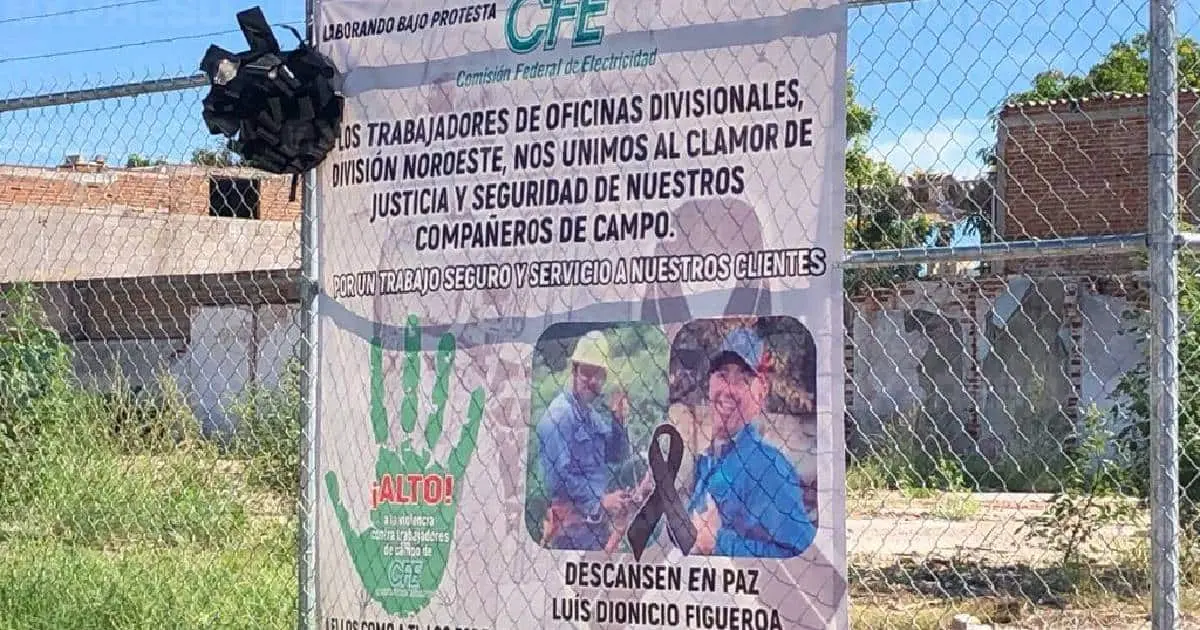 LABORANDO BAJO PROTESTA
CFE
Comisión Federal de Electricidad
LOS TRABAJADORES DE OFICINAS DIVISIONALES,
DIVISIÓN NOROESTE, NOS UNIMOS AL CLAMOR DE
JUSTICIA Y SEGURIDAD DE NUESTROS
COMPAÑEROS DE CAMPO.
POR UN TRABAJO SEGURO Y SERVICIO A NUESTROS CLIENTES
¡ALTO!
a la violencia
contra trabajadores
de campo de
CFE
DESCANSEN EN PAZ
LUÍS DIONICIO FIGUEROA